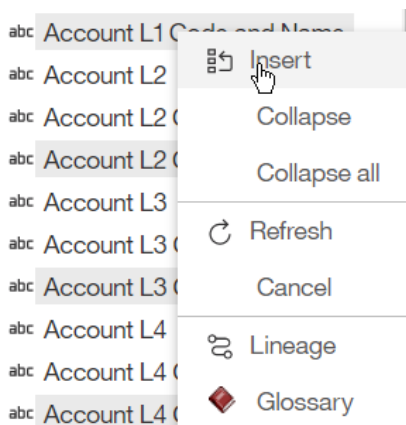 abc Account L1 Code and Name
Insert
abc Account L2
abc Account L2
Collapse
abc Account L2
Collapse all
abc Account L3
abc Account L3
Refresh
abc Account L3
Cancel
abc Account L4
Lineage
abc Account L4
Glossary
abc Account L4